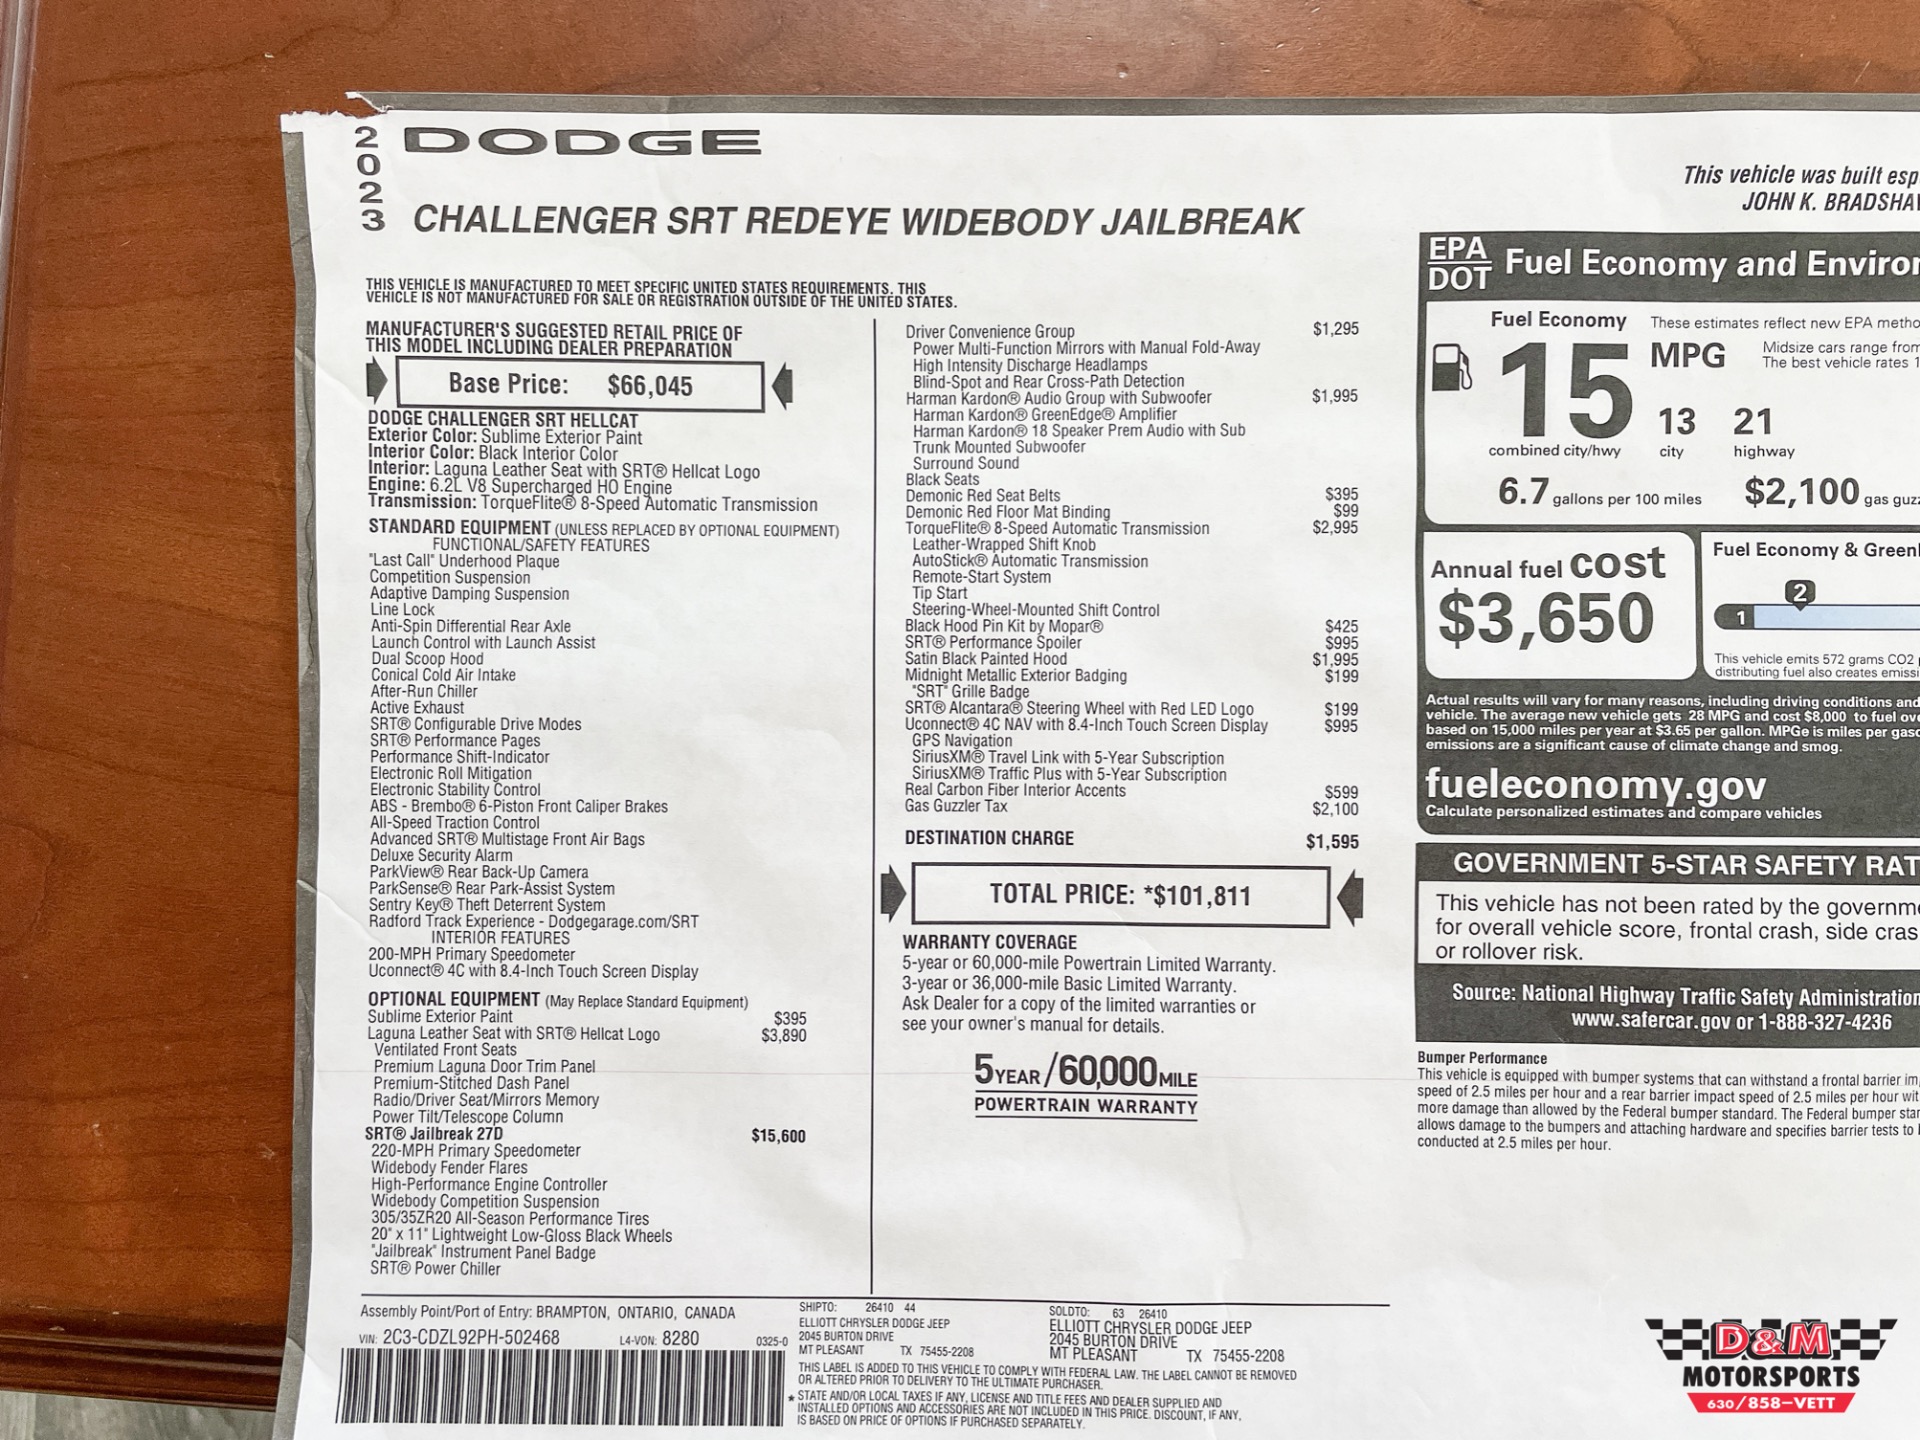 2023
DODGE
CHALLENGER SRT REDEYE WIDEBODY JAILBREAK
THIS VEHICLE IS MANUFACTURED TO MEET SPECIFIC UNITED STATES REQUIREMENTS. THIS
VEHICLE IS NOT MANUFACTURED FOR SALE OR REGISTRATION OUTSIDE OF THE UNITED STATES.
MANUFACTURER'S SUGGESTED RETAIL PRICE OF
THIS MODEL INCLUDING DEALER PREPARATION
Base Price: $66,045
DODGE CHALLENGER SRT HELLCAT
Exterior Color: Sublime Exterior Paint
Interior Color: Black Interior Color
Interior: Laguna Leather Seat with SRT® Hellcat Logo
Engine: 6.2L V8 Supercharged HO Engine
Transmission: TorqueFlite® 8-Speed Automatic Transmission
STANDARD EQUIPMENT (UNLESS REPLACED BY OPTIONAL EQUIPMENT)
FUNCTIONAL/SAFETY FEATURES
"Last Call" Underhood Plaque
Competition Suspension
Adaptive Damping Suspension
Line Lock
Anti-Spin Differential Rear Axle
Launch Control with Launch Assist
Dual Scoop Hood
Conical Cold Air Intake
After-Run Chiller
Active Exhaust
SRT® Configurable Drive Modes
SRT® Performance Pages
Performance Shift-Indicator
Electronic Roll Mitigation
Electronic Stability Control
ABS - Brembo® 6-Piston Front Caliper Brakes
All-Speed Traction Control
Advanced SRT® Multistage Front Air Bags
Deluxe Security Alarm
ParkView® Rear Back-Up Camera
ParkSense® Rear Park-Assist System
Sentry Key® Theft Deterrent System
Radford Track Experience - Dodgegarage.com/SRT
INTERIOR FEATURES
200-MPH Primary Speedometer
Uconnect® 4C with 8.4-Inch Touch Screen Display
OPTIONAL EQUIPMENT (May Replace Standard Equipment)
Sublime Exterior Paint $395
Laguna Leather Seat with SRT® Hellcat Logo $3,890
Ventilated Front Seats
Premium Laguna Door Trim Panel
Premium-Stitched Dash Panel
Radio/Driver Seat/Mirrors Memory
Power Tilt/Telescope Column
SRT® Jailbreak 27D $15,600
220-MPH Primary Speedometer
Widebody Fender Flares
High-Performance Engine Controller
Widebody Competition Suspension
305/35ZR20 All-Season Performance Tires
20" x 11" Lightweight Low-Gloss Black Wheels
"Jailbreak" Instrument Panel Badge
SRT® Power Chiller
Driver Convenience Group $1,295
Power Multi-Function Mirrors with Manual Fold-Away
High Intensity Discharge Headlamps
Blind-Spot and Rear Cross-Path Detection
Harman Kardon® Audio Group with Subwoofer $1,995
Harman Kardon® GreenEdge® Amplifier
Harman Kardon® 18 Speaker Prem Audio with Sub
Trunk Mounted Subwoofer
Surround Sound
Black Seats
Demonic Red Seat Belts $395
Demonic Red Floor Mat Binding $99
TorqueFlite® 8-Speed Automatic Transmission $2,995
Leather-Wrapped Shift Knob
AutoStick® Automatic Transmission
Remote-Start System
Tip Start
Steering-Wheel-Mounted Shift Control
Black Hood Pin Kit by Mopar® $425
SRT® Performance Spoiler $995
Satin Black Painted Hood $1,995
Midnight Metallic Exterior Badging $199
"SRT" Grille Badge
SRT® Alcantara® Steering Wheel with Red LED Logo $199
Uconnect® 4C NAV with 8.4-Inch Touch Screen Display $995
GPS Navigation
SiriusXM® Travel Link with 5-Year Subscription
SiriusXM® Traffic Plus with 5-Year Subscription
Real Carbon Fiber Interior Accents $599
Gas Guzzler Tax $2,100
DESTINATION CHARGE $1,595
TOTAL PRICE: *$101,811
WARRANTY COVERAGE
5-year or 60,000-mile Powertrain Limited Warranty.
3-year or 36,000-mile Basic Limited Warranty.
Ask Dealer for a copy of the limited warranties or
see your owner's manual for details.
5 YEAR/60,000 MILE
POWERTRAIN WARRANTY
This vehicle was built esp
JOHN K. BRADSHAW
EPA
DOT
Fuel Economy and Environ
Fuel Economy
These estimates reflect new EPA metho
15 MPG
Midsize cars range from
The best vehicle rates 1
13 21
combined city/hwy city highway
6.7 gallons per 100 miles
$2,100 gas guzz
Annual fuel cost
$3,650
Fuel Economy & Green
2
1
This vehicle emits 572 grams CO2 p
distributing fuel also creates emissi
Actual results will vary for many reasons, including driving conditions and
vehicle. The average new vehicle gets 28 MPG and cost $8,000 to fuel ove
based on 15,000 miles per year at $3.65 per gallon. MPGe is miles per gaso
emissions are a significant cause of climate change and smog.
fueleconomy.gov
Calculate personalized estimates and compare vehicles
GOVERNMENT 5-STAR SAFETY RAT
This vehicle has not been rated by the governme
for overall vehicle score, frontal crash, side cras
or rollover risk.
Source: National Highway Traffic Safety Administration
www.safercar.gov or 1-888-327-4236
Bumper Performance
This vehicle is equipped with bumper systems that can withstand a frontal barrier im
speed of 2.5 miles per hour and a rear barrier impact speed of 2.5 miles per hour wit
more damage than allowed by the Federal bumper standard. The Federal bumper star
allows damage to the bumpers and attaching hardware and specifies barrier tests to
conducted at 2.5 miles per hour.
Assembly Point/Port of Entry: BRAMPTON, ONTARIO, CANADA
VIN: 2C3-CDZL92PH-502468 L4-VON: 8280 0325-0
SHIPTO: 26410 44
ELLIOTT CHRYSLER DODGE JEEP
2045 BURTON DRIVE
MT PLEASANT TX 75455-2208
SOLDTO: 63 26410
ELLIOTT CHRYSLER DODGE JEEP
2045 BURTON DRIVE
MT PLEASANT TX 75455-2208
THIS LABEL IS ADDED TO THIS VEHICLE TO COMPLY WITH FEDERAL LAW. THE LABEL CANNOT BE REMOVED
OR ALTERED PRIOR TO DELIVERY TO THE ULTIMATE PURCHASER.
* STATE AND/OR LOCAL TAXES IF ANY, LICENSE AND TITLE FEES AND DEALER SUPPLIED AND
INSTALLED OPTIONS AND ACCESSORIES ARE NOT INCLUDED IN THIS PRICE. DISCOUNT, IF ANY,
IS BASED ON PRICE OF OPTIONS IF PURCHASED SEPARATELY.
D&M
MOTORSPORTS
630/858-VETT